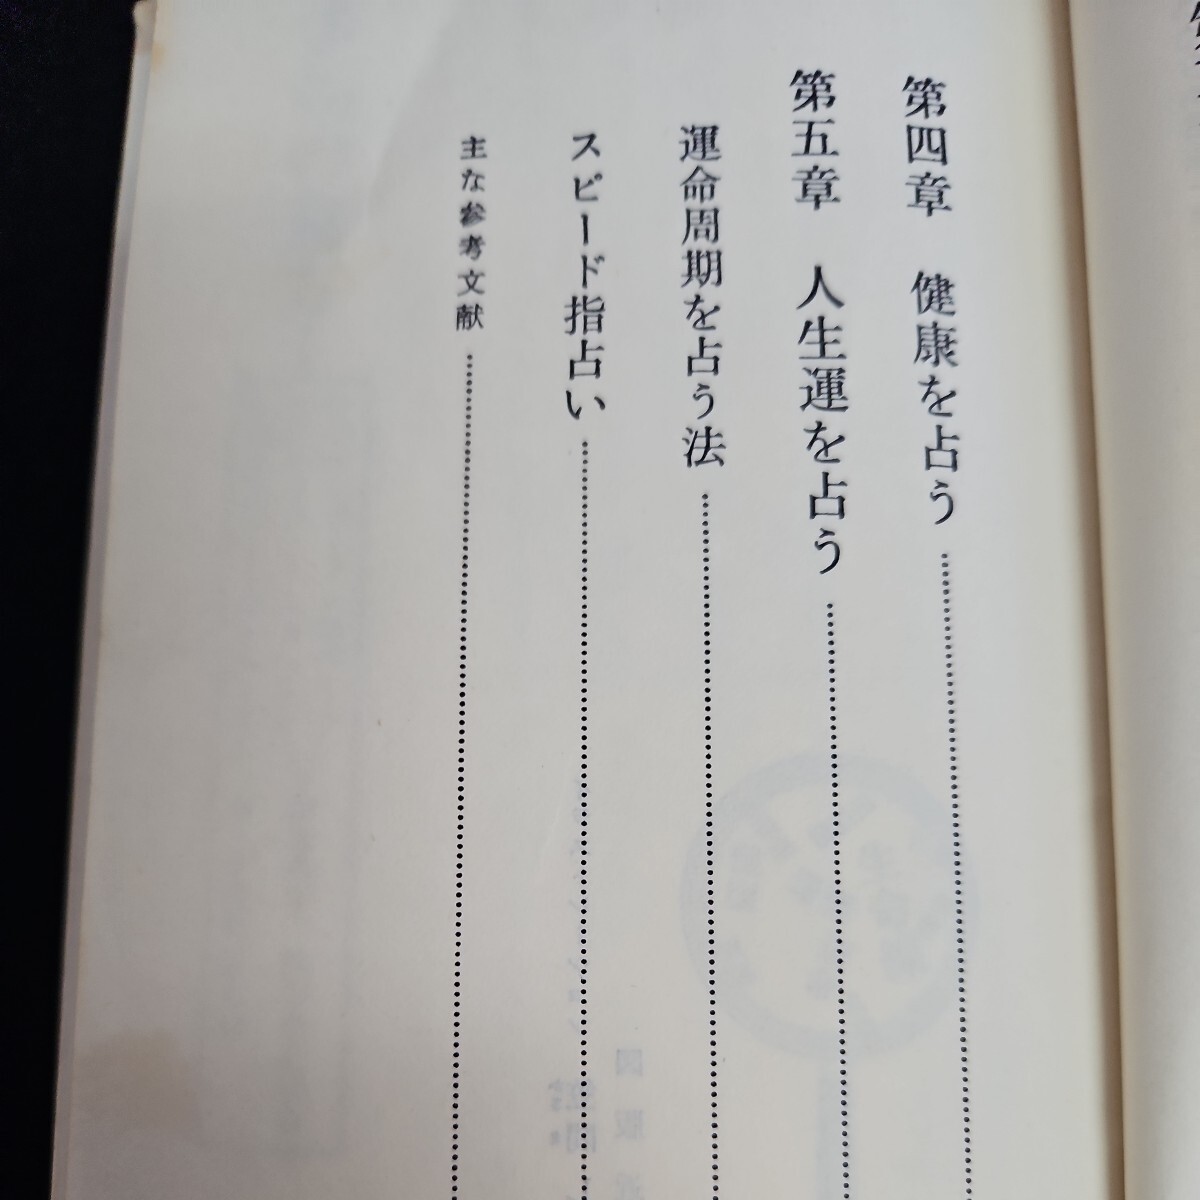 第四章　健康を占う
第五章　人生運を占う
運命周期を占う法
スピード指占い
主な参考文献